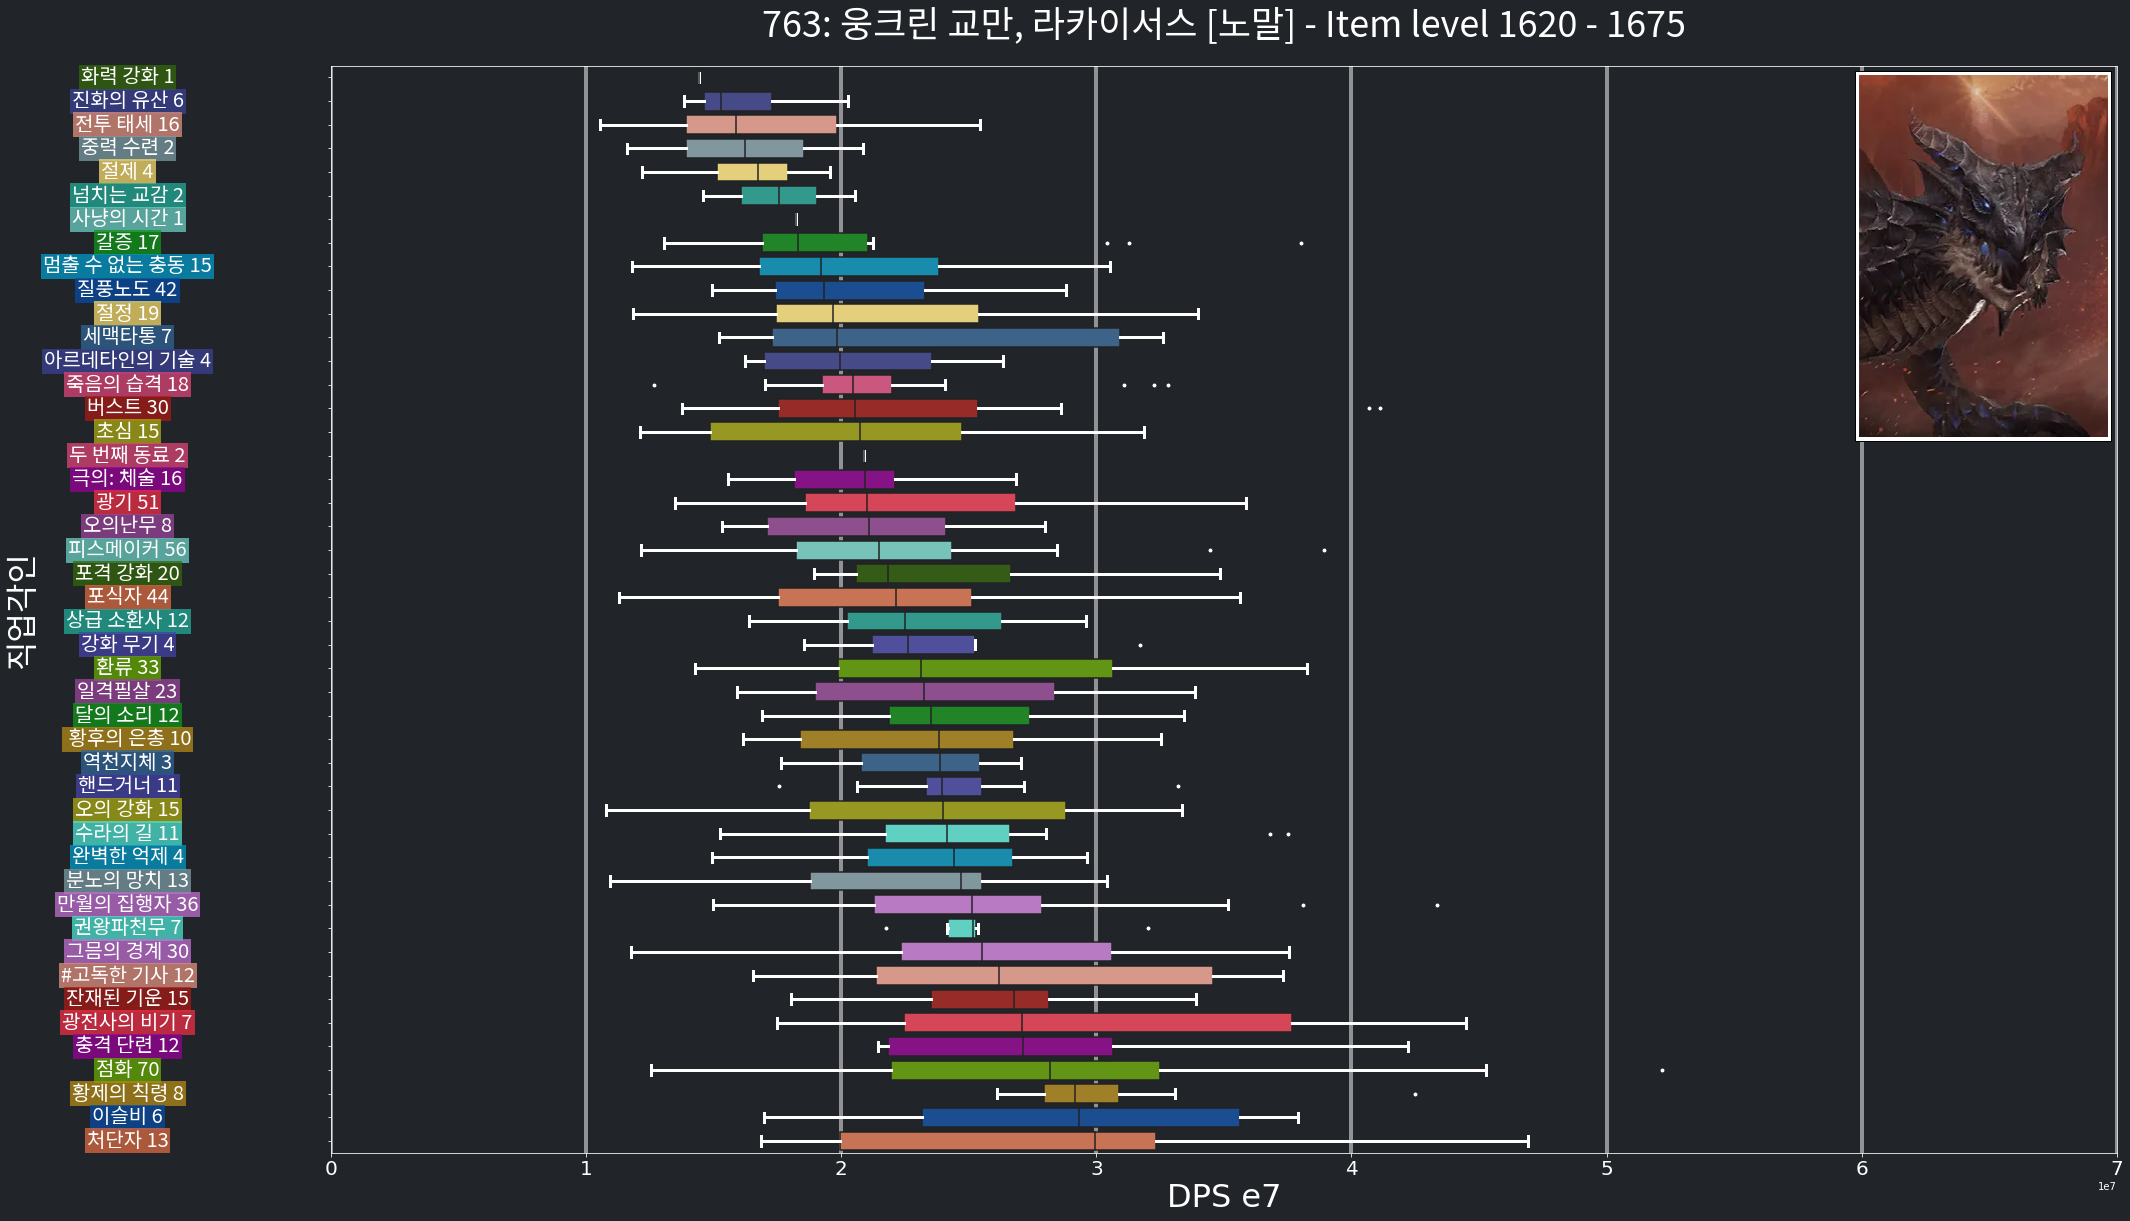 763: 웅크린 교만, 라카이서스 [노말] - Item level 1620 - 1675
화력 강화 1
진화의 유산 6
전투 태세 16
중력 수련 2
절제 4
넘치는 교감 2
사냥의 시간 1
갈증 17
멈출 수 없는 충동 15
질풍노도 42
절정 19
세맥타통 7
아르데타인의 기술 4
죽음의 습격 18
버스트 30
초심 15
두 번째 동료 2
극의: 체술 16
광기 51
오의난무 8
피스메이커 56
포격 강화 20
포식자 44
상급 소환사 12
강화 무기 4
환류 33
일격필살 23
달의 소리 12
황후의 은총 10
역천지체 3
핸드거너 11
오의 강화 15
수라의 길 11
완벽한 억제 4
분노의 망치 13
만월의 집행자 36
권왕파천무 7
그믐의 경계 30
#고독한 기사 12
잔재된 기운 15
광전사의 비기 7
충격 단련 12
점화 70
황제의 칙령 8
이슬비 6
처단자 13
직업각인
0 1 2 3 4 5 6 7
1e7
DPS e7